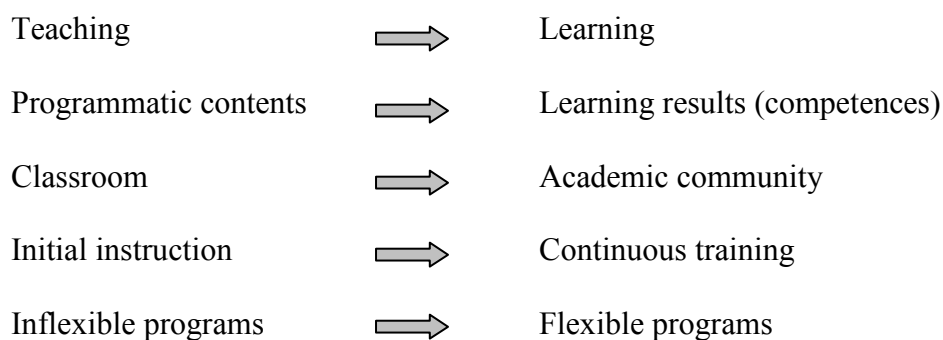 Teaching Learning
Programmatic contents Learning results (competences)
Classroom Academic community
Initial instruction Continuous training
Inflexible programs Flexible programs